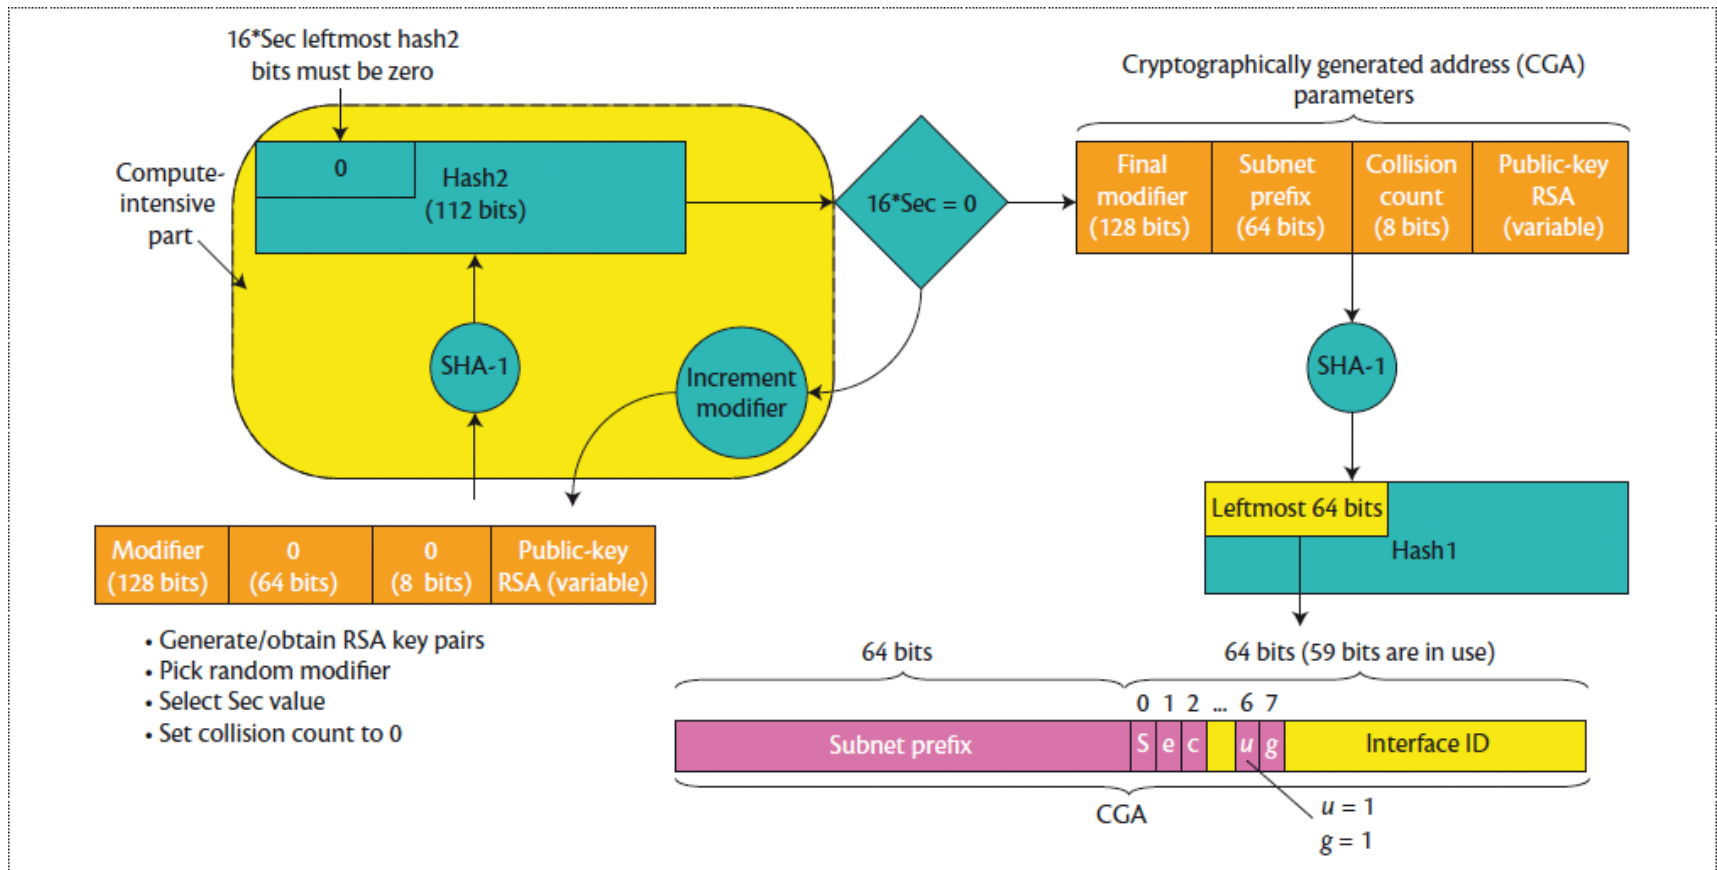 16*Sec leftmost hash2
bits must be zero
Compute-
intensive
part
0
Hash2
(112 bits)
SHA-1
Increment
modifier
16*Sec = 0
Cryptographically generated address (CGA)
parameters
Final
modifier
(128 bits)
Subnet
prefix
(64 bits)
Collision
count
(8 bits)
Public-key
RSA
(variable)
SHA-1
Leftmost 64 bits
Hash1
Modifier
(128 bits)
0
(64 bits)
0
(8 bits)
Public-key
RSA (variable)
• Generate/obtain RSA key pairs
• Pick random modifier
• Select Sec value
• Set collision count to 0
64 bits
64 bits (59 bits are in use)
0 1 2 ... 6 7
Subnet prefix
S e c u g
Interface ID
CGA
u = 1
g = 1